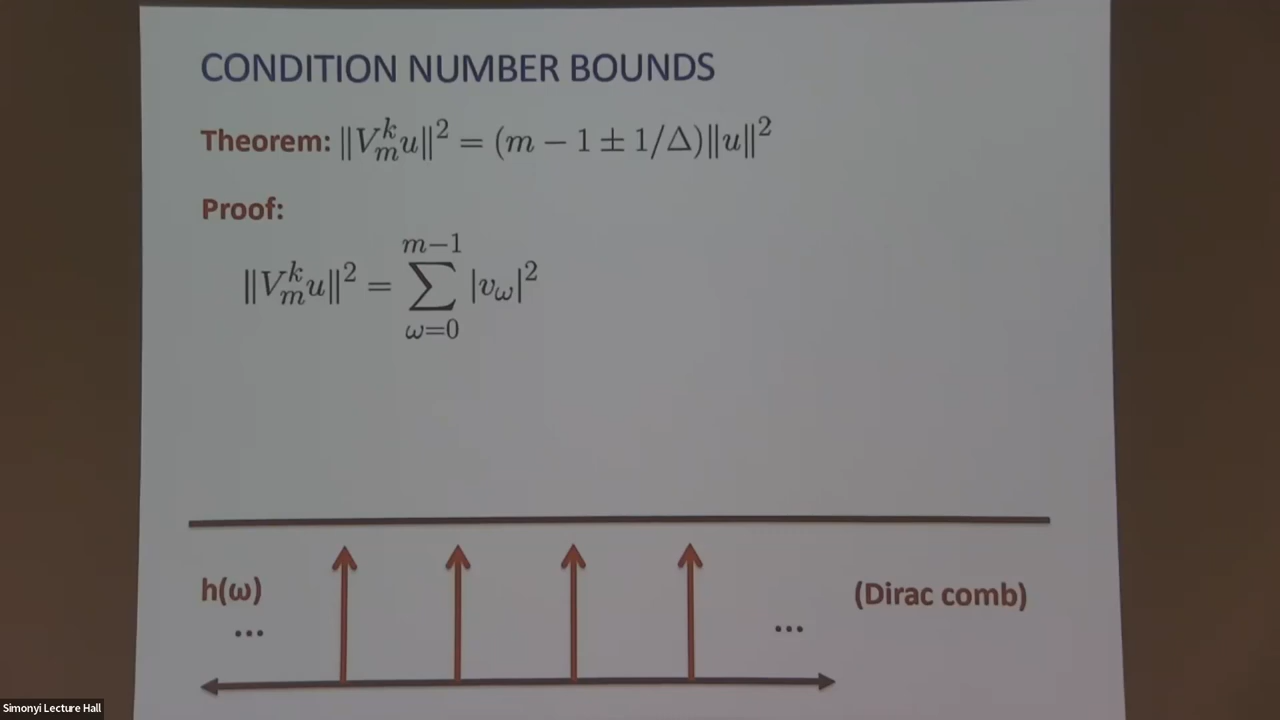 CONDITION NUMBER BOUNDS
Theorem: ‖V_m^k u‖² = (m − 1 ± 1/Δ)‖u‖²
Proof:
‖V_m^k u‖² = ∑_{ω=0}^{m−1} |v_ω|²
h(ω)
(Dirac comb)
... ...
Simonyi Lecture Hall